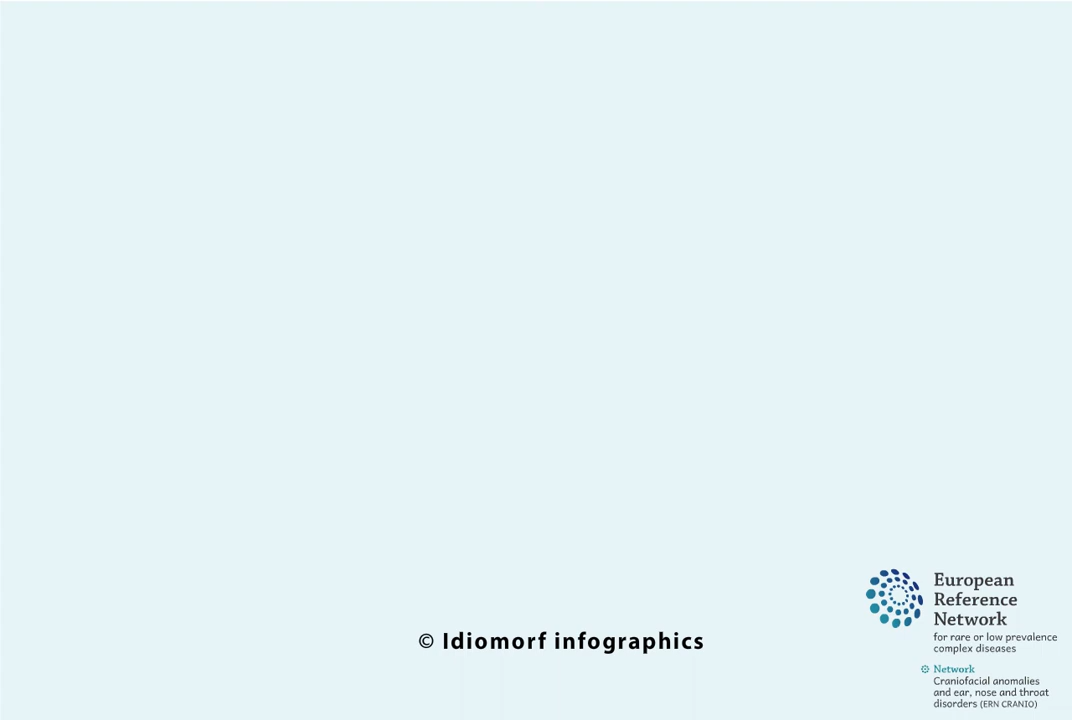 © Idiomorf infographics
European
Reference
Network
for rare or low prevalence
complex diseases
Network
Craniofacial anomalies
and ear, nose and throat
disorders (ERN CRANIO)